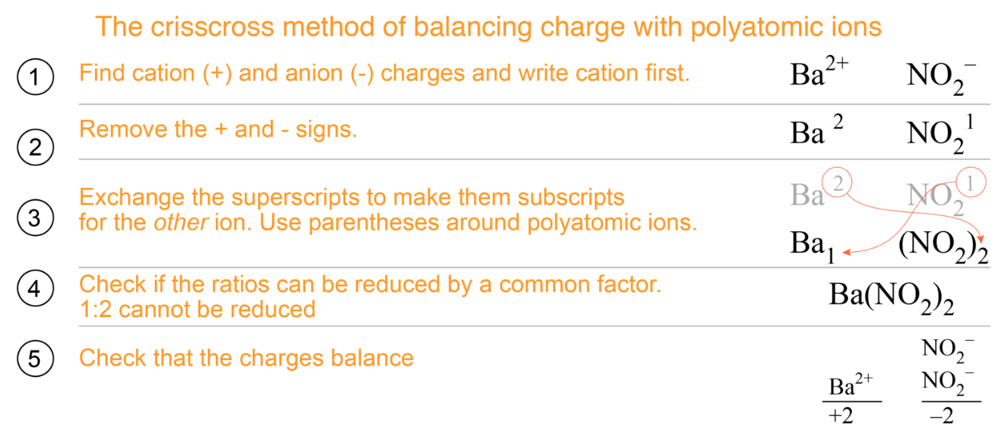 The crisscross method of balancing charge with polyatomic ions
1 Find cation (+) and anion (-) charges and write cation first. Ba²⁺ NO₂⁻
2 Remove the + and - signs. Ba ² NO₂¹
Ba ② NO₂ ①
3 Exchange the superscripts to make them subscripts
for the other ion. Use parentheses around polyatomic ions.
Ba₁ (NO₂)₂
4 Check if the ratios can be reduced by a common factor.
1:2 cannot be reduced
Ba(NO₂)₂
5 Check that the charges balance
NO₂⁻
Ba²⁺ NO₂⁻
+2 –2